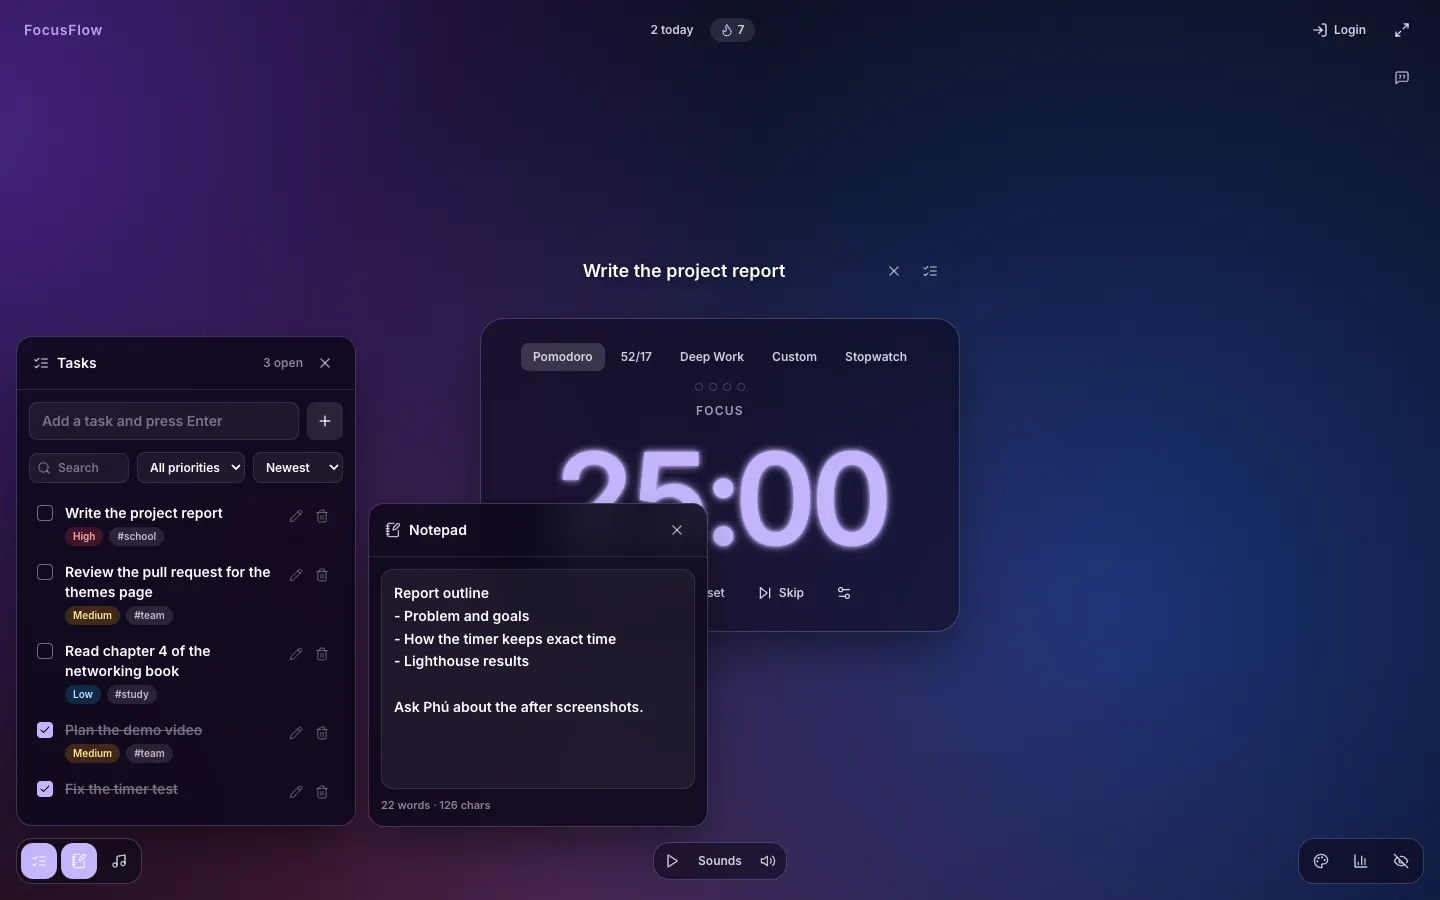 FocusFlow
2 today
7
Login
Write the project report
Tasks
3 open
Add a task and press Enter
Search
All priorities
Newest
Write the project report
High
#school
Review the pull request for the
themes page
Medium
#team
Read chapter 4 of the
networking book
Low
#study
Plan the demo video
Medium
#team
Fix the timer test
Pomodoro
52/17
Deep Work
Custom
Stopwatch
FOCUS
25:00
set
Skip
Notepad
Report outline
- Problem and goals
- How the timer keeps exact time
- Lighthouse results
Ask Phú about the after screenshots.
22 words · 126 chars
Sounds